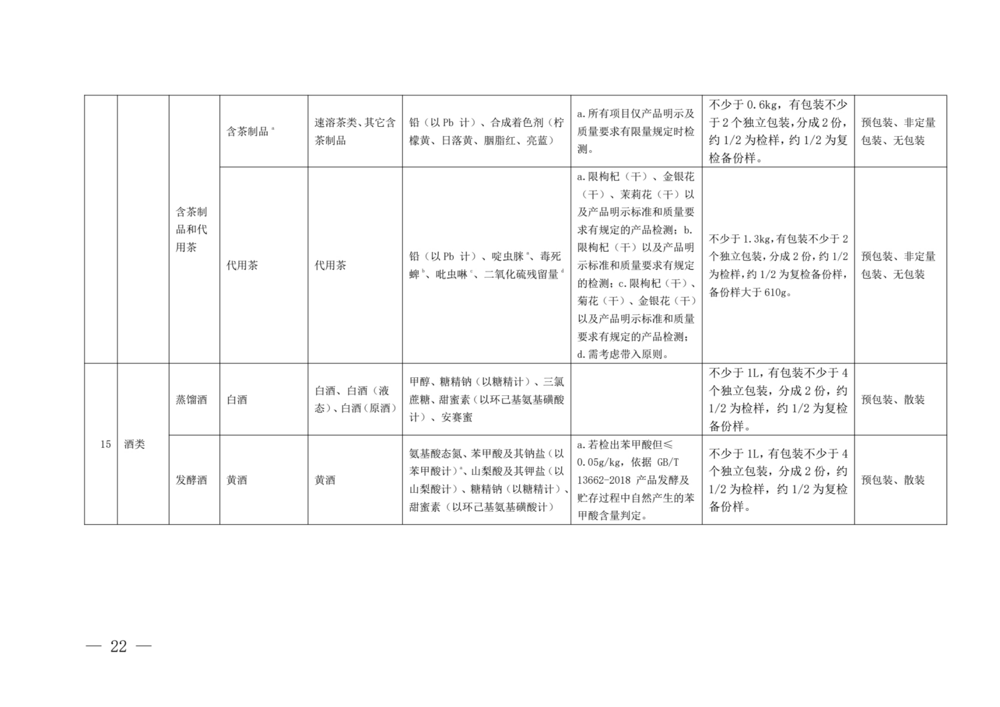 含茶制
品和代
用茶
含茶制品 a
速溶茶类、其它含
茶制品
铅（以 Pb 计）、合成着色剂（柠
檬黄、日落黄、胭脂红、亮蓝）
a.所有项目仅产品明示及
质量要求有限量规定时检
测。
不少于 0.6kg，有包装不少
于 2 个独立包装，分成 2 份，
约 1/2 为检样，约 1/2 为复
检备份样。
预包装、非定量
包装、无包装
代用茶
代用茶
铅（以 Pb 计）、啶虫脒 a、毒死
蜱 b、吡虫啉 c、二氧化硫残留量 d
a.限枸杞（干）、金银花
（干）、茉莉花（干）以
及产品明示标准和质量要
求有规定的产品检测；b.
限枸杞（干）以及产品明
示标准和质量要求有规定
的检测；c.限枸杞（干）、
菊花（干）、金银花（干）
以及产品明示标准和质量
要求有规定的产品检测；
d.需考虑带入原则。
不少于 1.3kg，有包装不少于 2
个独立包装，分成 2 份，约 1/2
为检样，约 1/2 为复检备份样，
备份样大于 610g。
预包装、非定量
包装、无包装
15
酒类
蒸馏酒
白酒
白酒、白酒（液
态）、白酒（原酒）
甲醇、糖精钠（以糖精计）、三氯
蔗糖、甜蜜素（以环己基氨基磺酸
计）、安赛蜜
不少于 1L，有包装不少于 4
个独立包装，分成 2 份，约
1/2 为检样，约 1/2 为复检
备份样。
预包装、散装
发酵酒
黄酒
黄酒
氨基酸态氮、苯甲酸及其钠盐（以
苯甲酸计）a、山梨酸及其钾盐（以
山梨酸计）、糖精钠（以糖精计）、
甜蜜素（以环己基氨基磺酸计）
a.若检出苯甲酸但≤
0.05g/kg，依据 GB/T
13662-2018 产品发酵及
贮存过程中自然产生的苯
甲酸含量判定。
不少于 1L，有包装不少于 4
个独立包装，分成 2 份，约
1/2 为检样，约 1/2 为复检
备份样。
预包装、散装
— 22 —